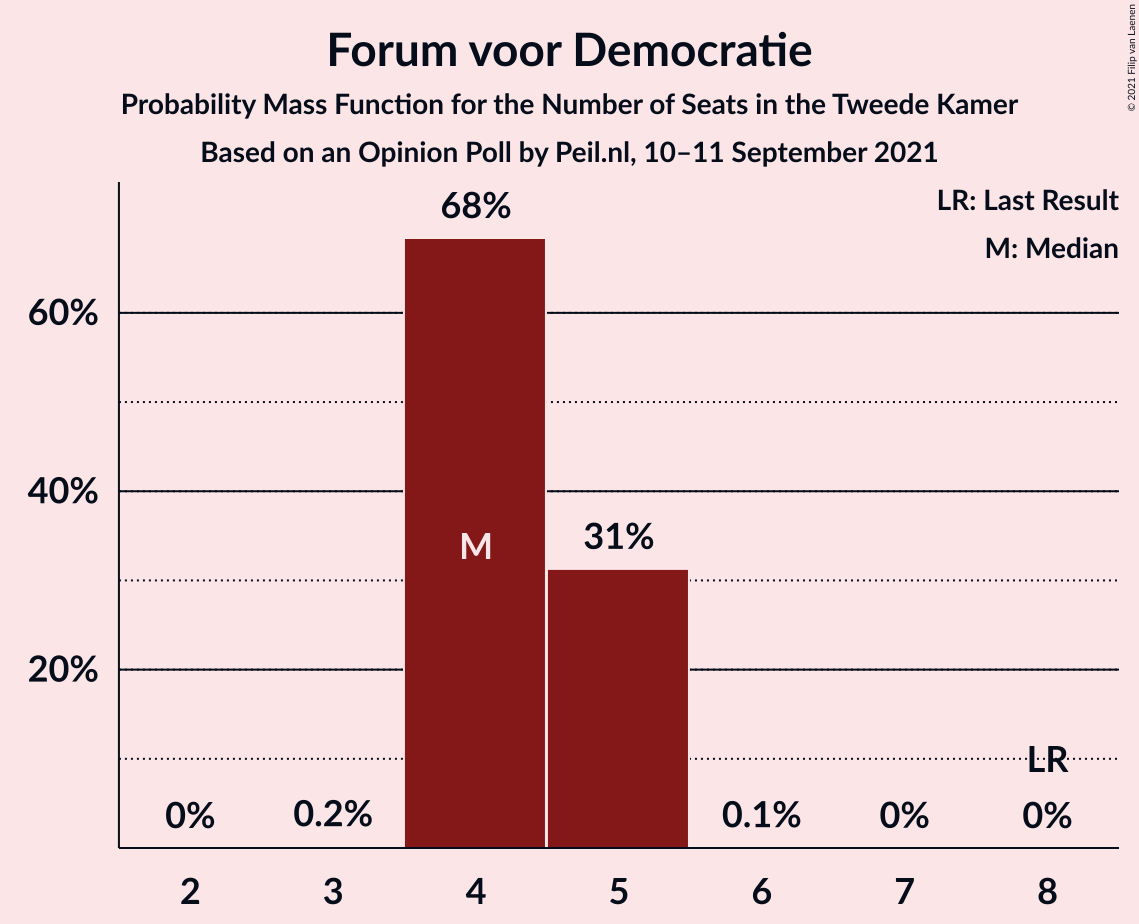 Forum voor Democratie
Probability Mass Function for the Number of Seats in the Tweede Kamer
Based on an Opinion Poll by Peil.nl, 10–11 September 2021
© 2021 Filip van Laenen
LR: Last Result
M: Median
68%
60%
40%
31%
M
20%
LR
0%
0.2%
0.1%
0%
0%
2
3
4
5
6
7
8